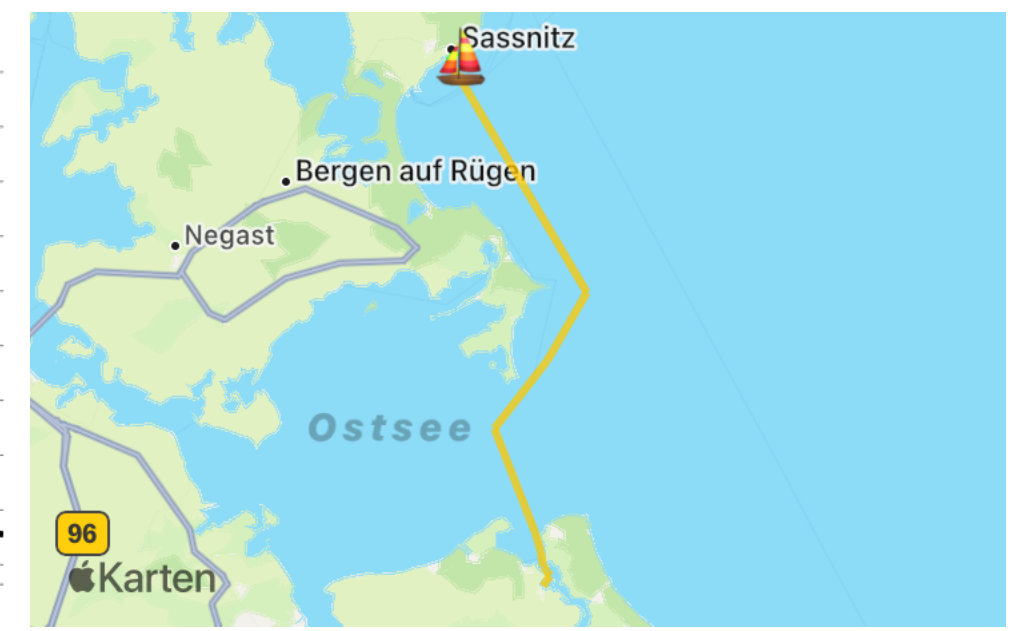 Sassnitz
Bergen auf Rügen
Negast
Ostsee
96
Karten